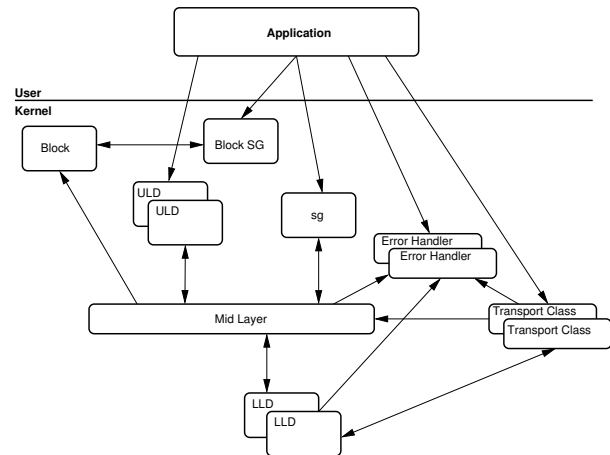 Application
User
Kernel
Block
Block SG
ULD
ULD
sg
Error Handler
Error Handler
Mid Layer
Transport Class
Transport Class
LLD
LLD